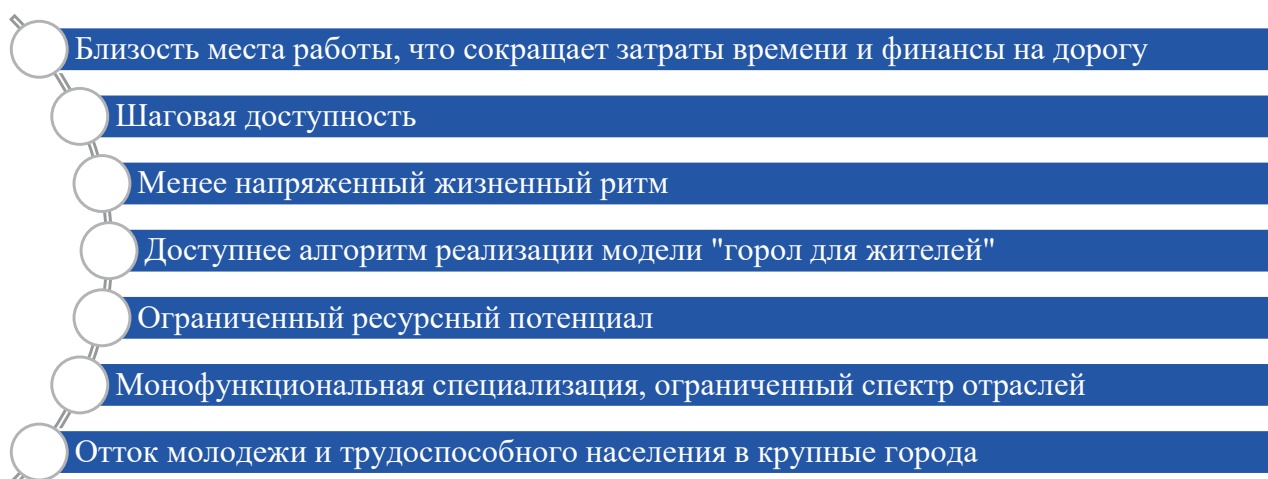 Близость места работы, что сокращает затраты времени и финансы на дорогу
Шаговая доступность
Менее напряженный жизненный ритм
Доступнее алгоритм реализации модели "горол для жителей"
Ограниченный ресурсный потенциал
Монофункциональная специализация, ограниченный спектр отраслей
Отток молодежи и трудоспособного населения в крупные города